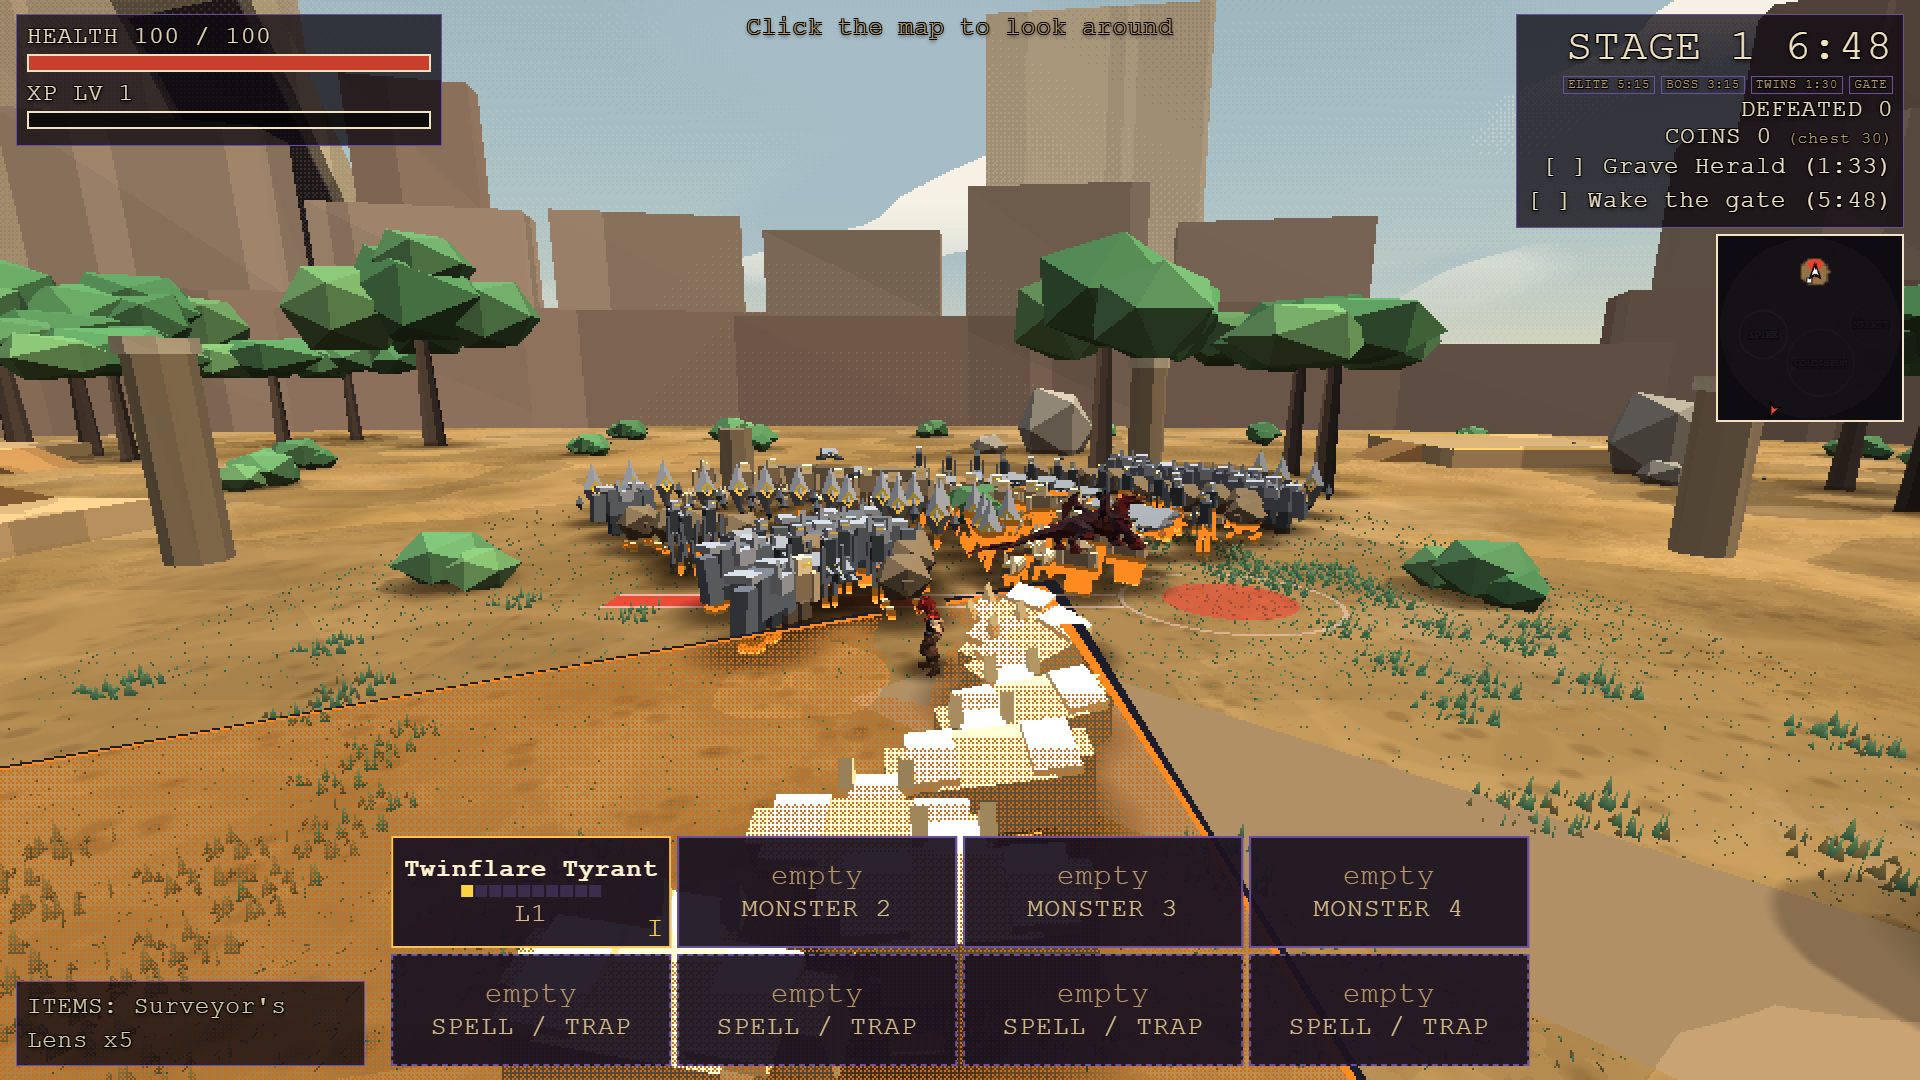 HEALTH 100 / 100
XP LV 1
Click the map to look around
STAGE 1 6:48
ELITE 5:15 BOSS 3:15 TWINS 1:30 GATE
DEFEATED 0
COINS 0 (chest 30)
[ ] Grave Herald (1:33)
[ ] Wake the gate (5:48)
Twinflare Tyrant
L1
I
empty
MONSTER 2
empty
MONSTER 3
empty
MONSTER 4
empty
SPELL / TRAP
empty
SPELL / TRAP
empty
SPELL / TRAP
empty
SPELL / TRAP
ITEMS: Surveyor's
Lens x5